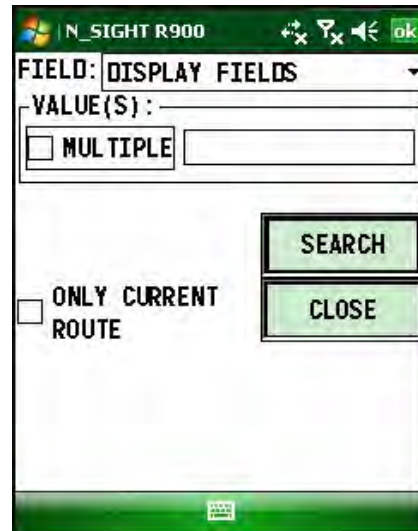 N_SIGHT R900 ok
FIELD: DISPLAY FIELDS
VALUE(S):
MULTIPLE
SEARCH
ONLY CURRENT
ROUTE
CLOSE